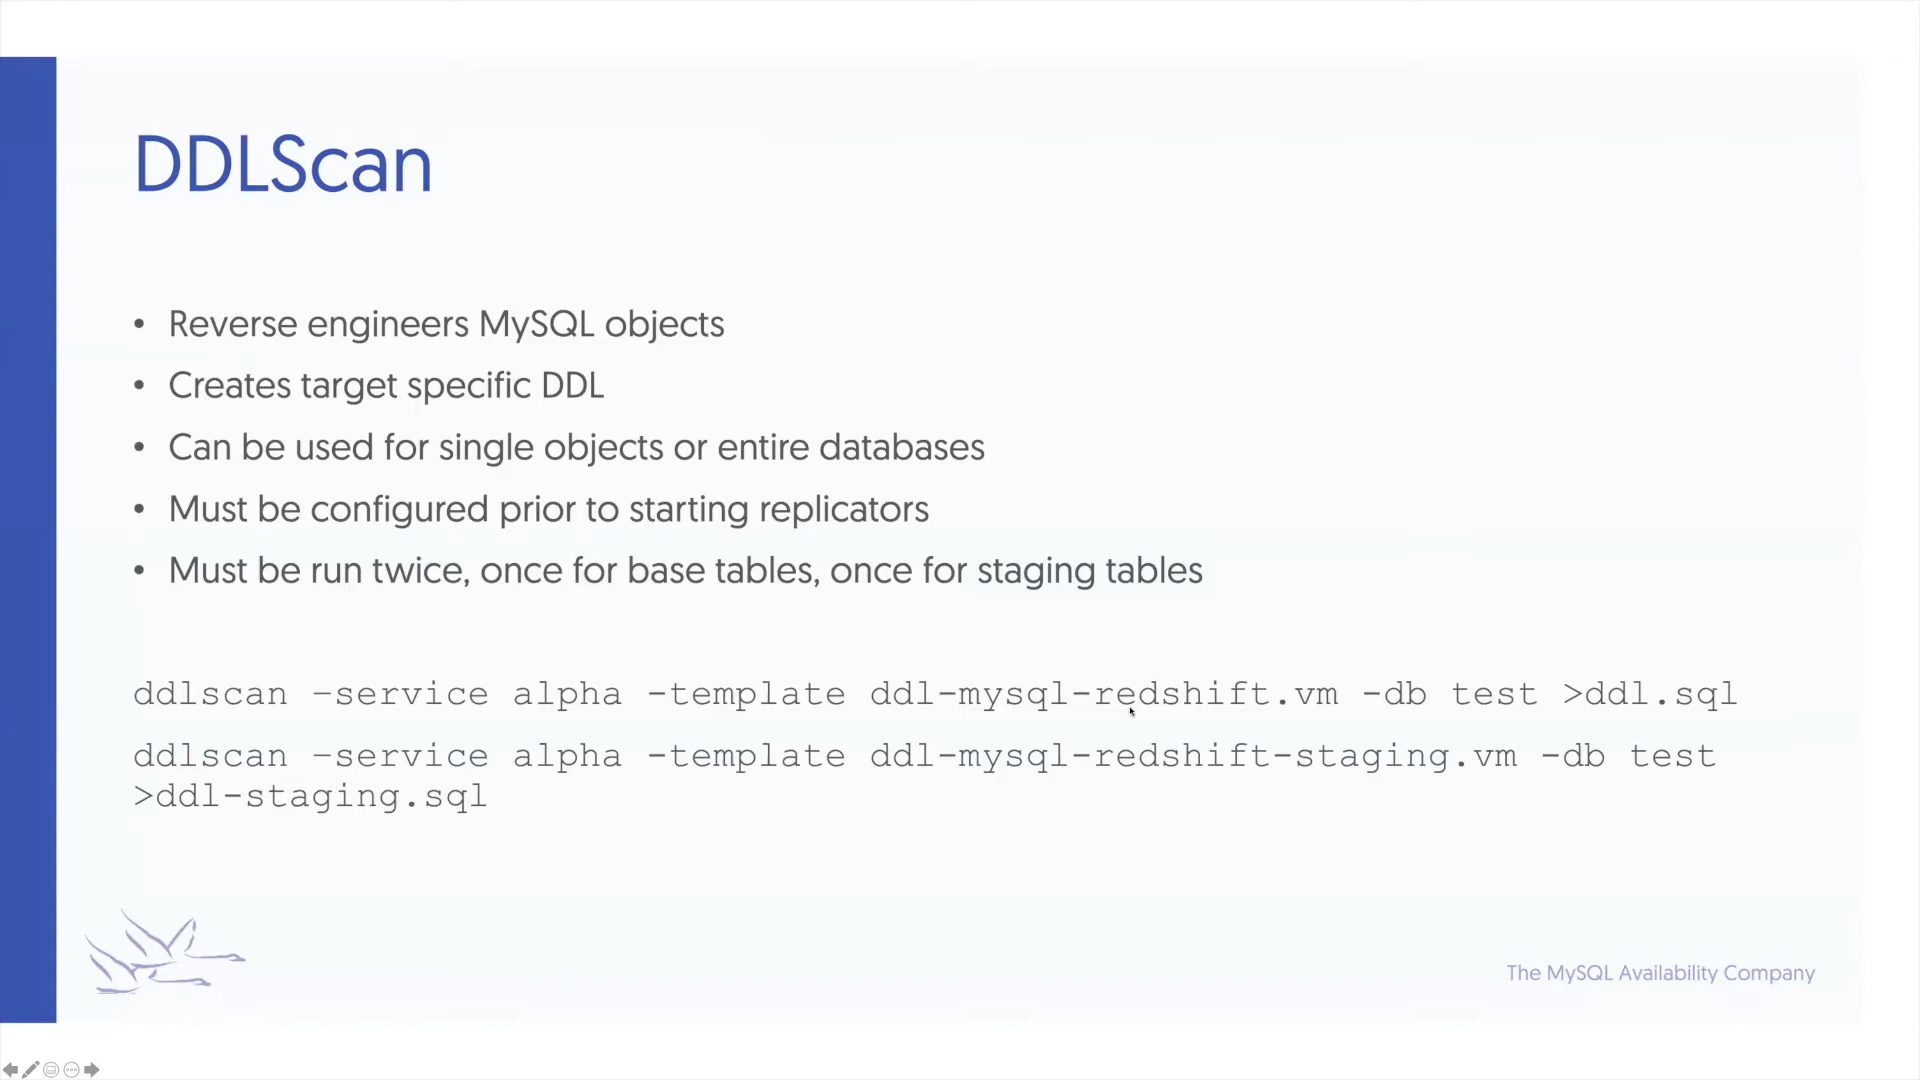 DDLScan
• Reverse engineers MySQL objects
• Creates target specific DDL
• Can be used for single objects or entire databases
• Must be configured prior to starting replicators
• Must be run twice, once for base tables, once for staging tables
ddlscan –service alpha -template ddl-mysql-redshift.vm -db test >ddl.sql
ddlscan –service alpha -template ddl-mysql-redshift-staging.vm -db test
>ddl-staging.sql
The MySQL Availability Company